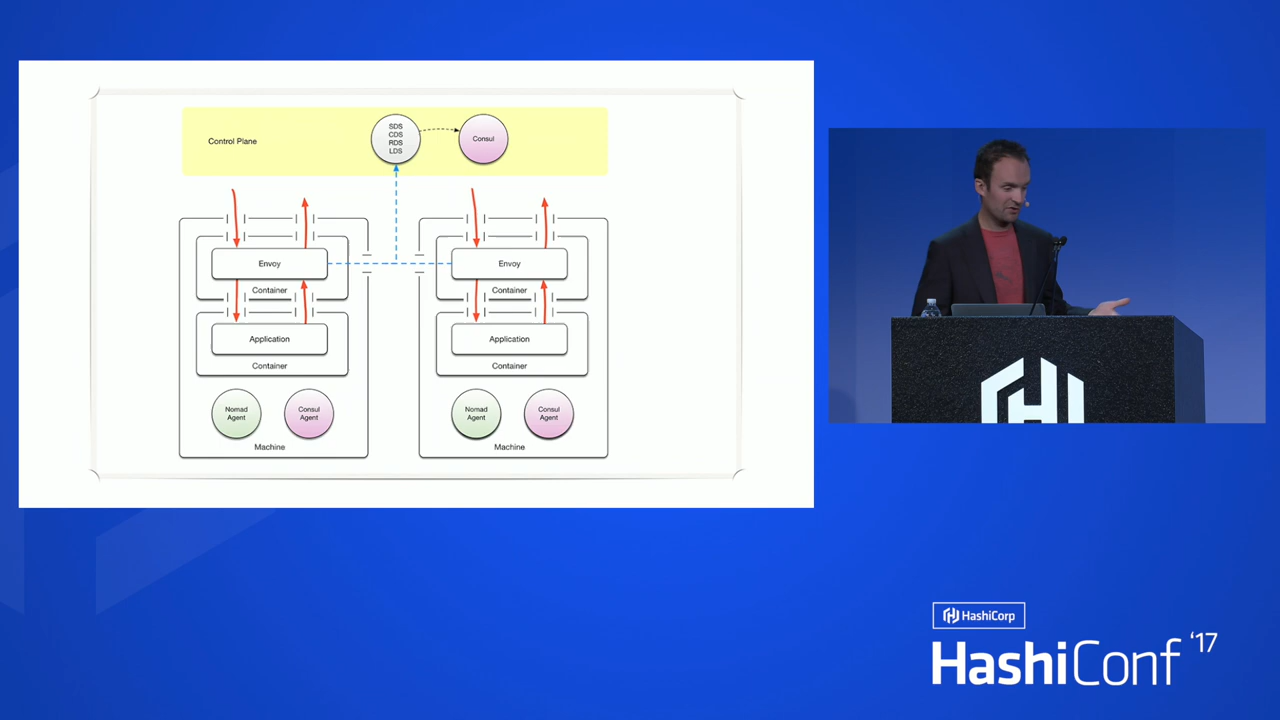 Control Plane
SDS
CDS
RDS
LDS
Consul
Envoy
Container
Application
Container
Nomad
Agent
Consul
Agent
Machine
Envoy
Container
Application
Container
Nomad
Agent
Consul
Agent
Machine
HashiCorp
HashiConf '17